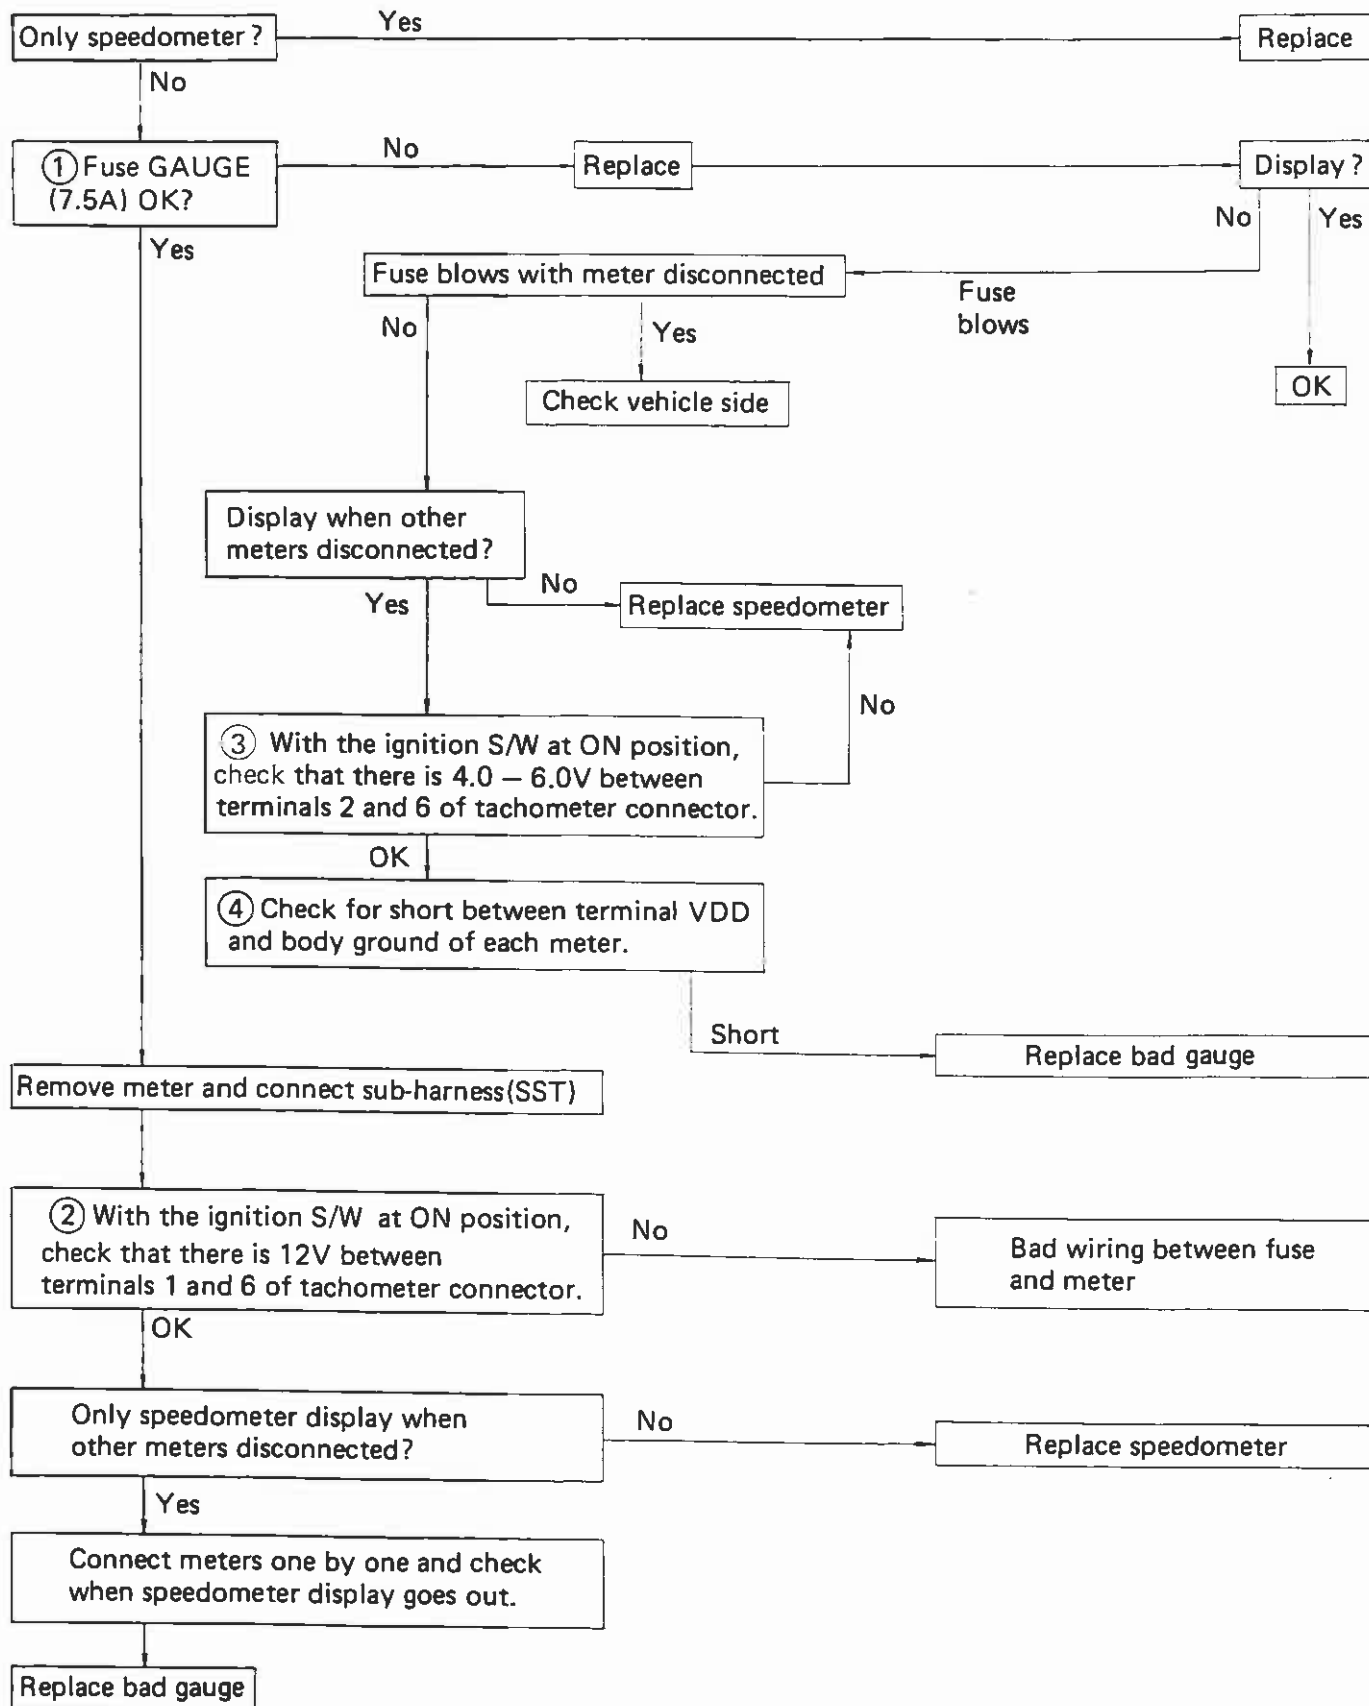 Only speedometer?
Yes
Replace
No
① Fuse GAUGE
(7.5A) OK?
No
Replace
Display?
No
Yes
Yes
Fuse blows with meter disconnected
Fuse
blows
No
Yes
OK
Check vehicle side
Display when other
meters disconnected?
No
Yes
Replace speedometer
No
③ With the ignition S/W at ON position,
check that there is 4.0 – 6.0V between
terminals 2 and 6 of tachometer connector.
OK
④ Check for short between terminal VDD
and body ground of each meter.
Short
Replace bad gauge
Remove meter and connect sub-harness(SST)
② With the ignition S/W at ON position,
check that there is 12V between
terminals 1 and 6 of tachometer connector.
No
Bad wiring between fuse
and meter
OK
Only speedometer display when
other meters disconnected?
No
Replace speedometer
Yes
Connect meters one by one and check
when speedometer display goes out.
Replace bad gauge